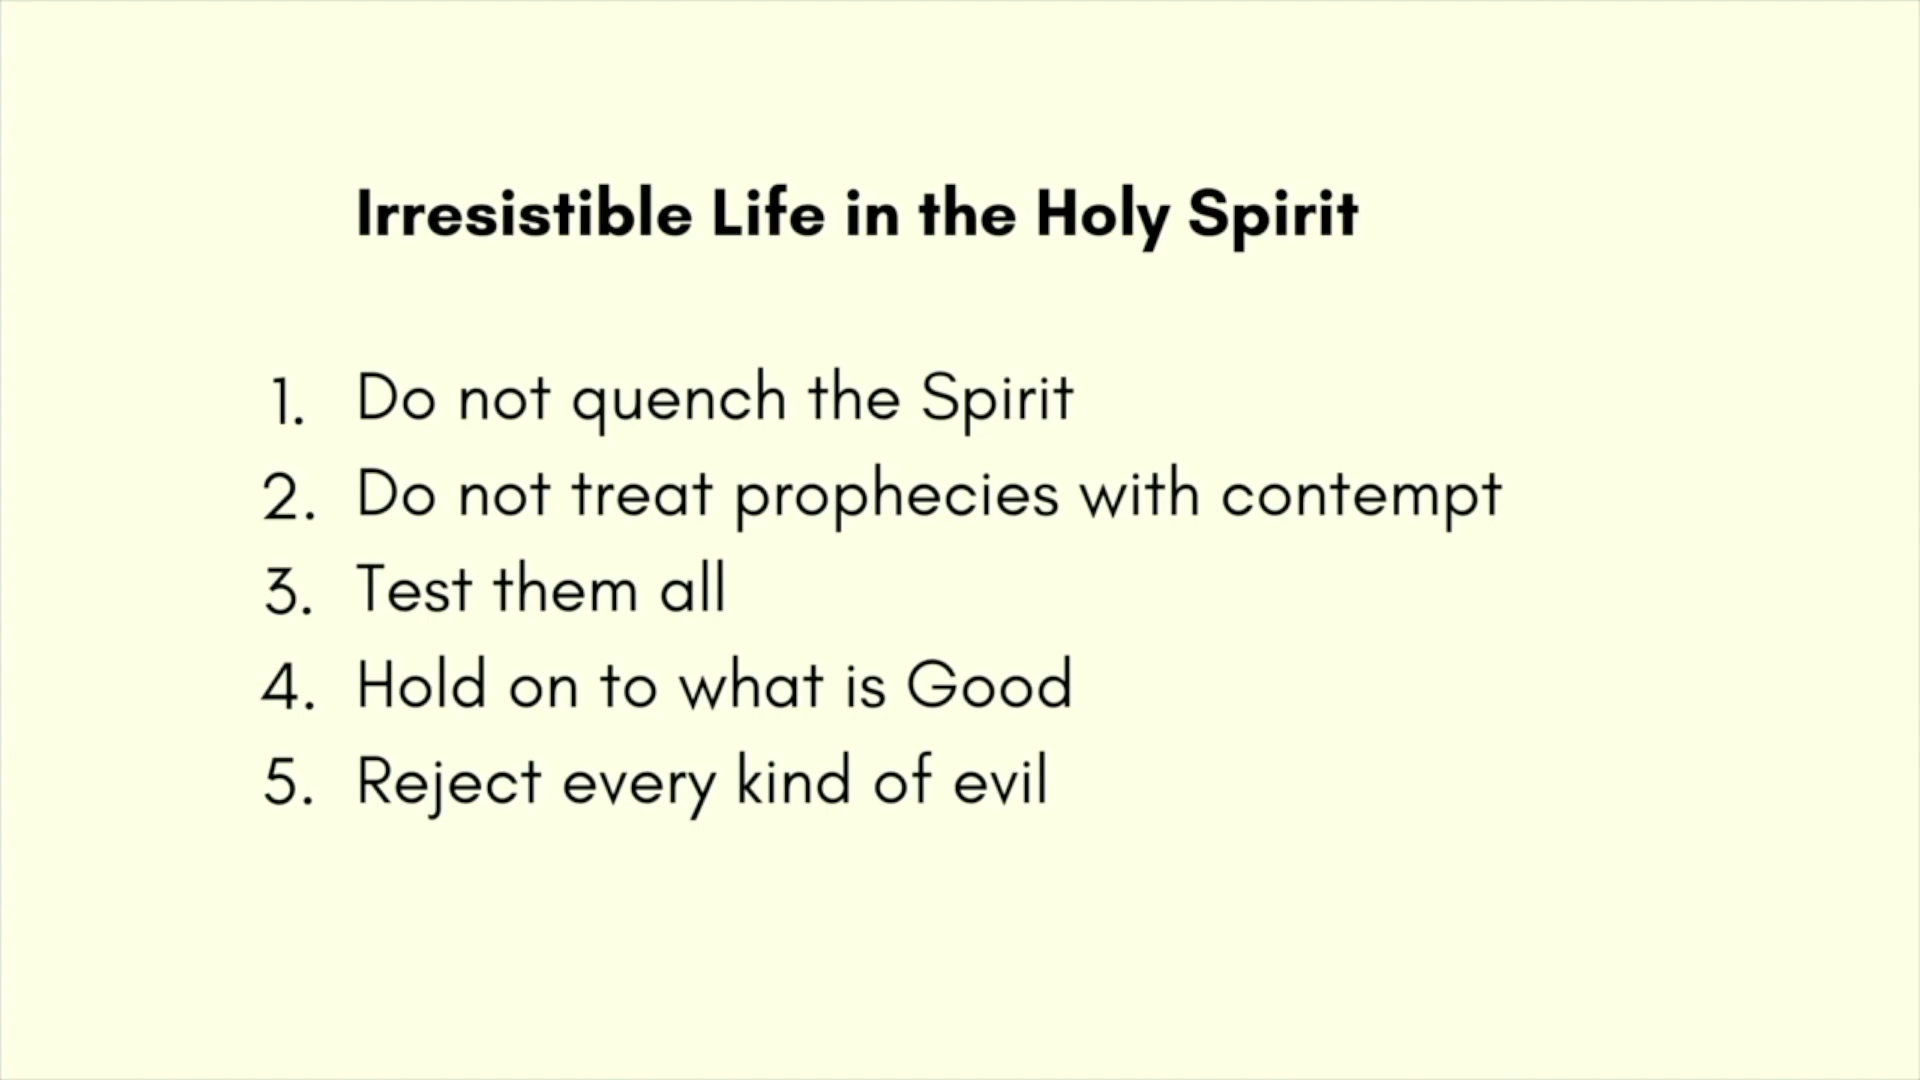 Irresistible Life in the Holy Spirit
1. Do not quench the Spirit
2. Do not treat prophecies with contempt
3. Test them all
4. Hold on to what is Good
5. Reject every kind of evil